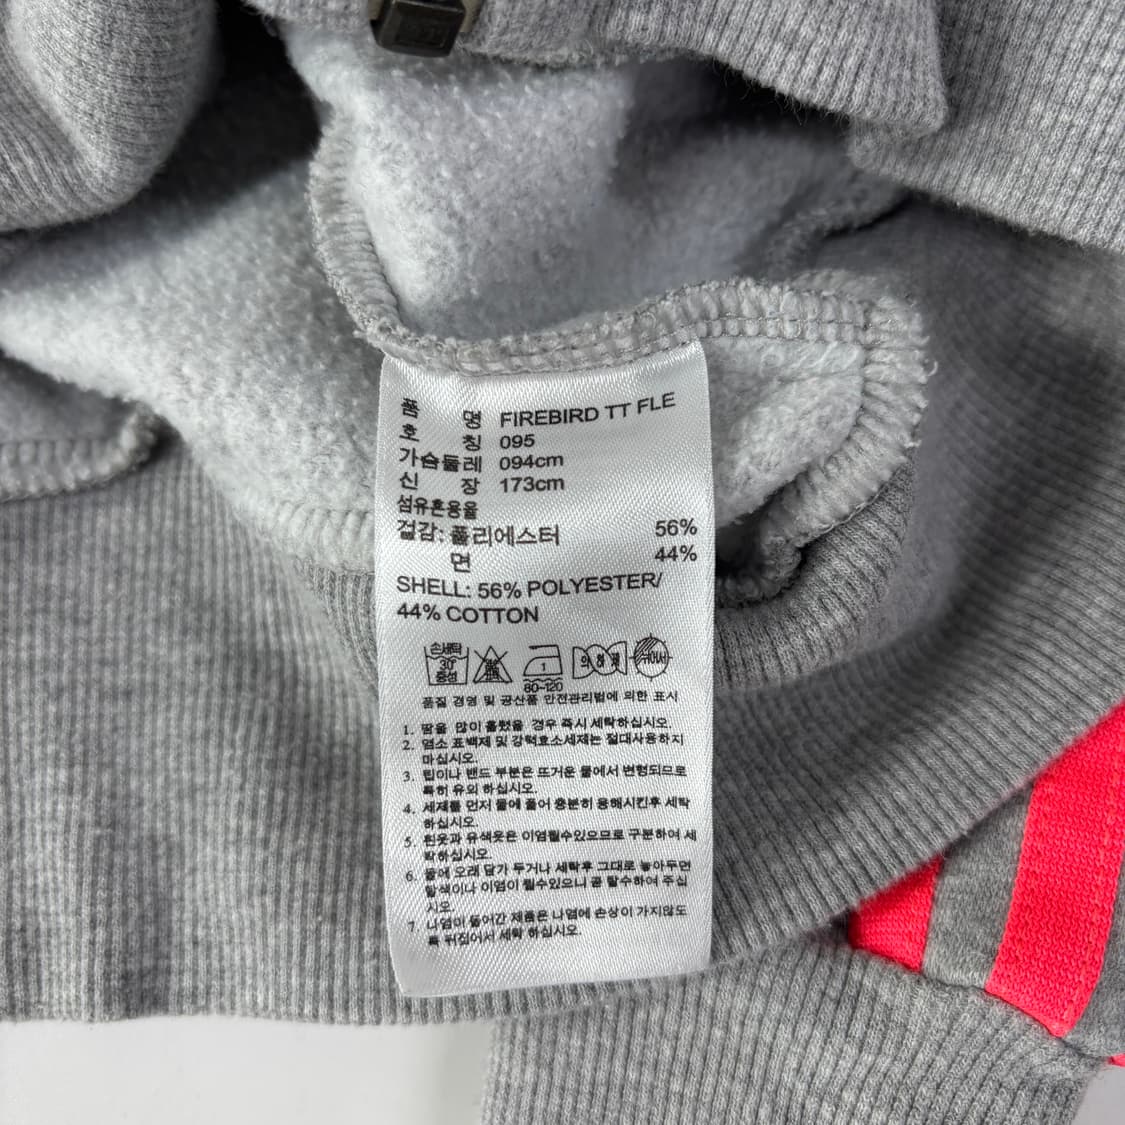 품 명 FIREBIRD TT FLE
호 칭 095
가슴둘레 094cm
신 장 173cm
섬유혼용율
겉감: 폴리에스터 56%
면 44%
SHELL: 56% POLYESTER/
44% COTTON
손세탁 30° 중성 1 80-120
품질 경영 및 공산품 안전관리법에 의한 표시
1. 땀을 많이 흘렸을 경우 즉시 세탁하십시오.
2. 염소 표백제 및 강력효소세제는 절대사용하지
마십시오.
3. 립이나 밴드 부분은 뜨거운 물에서 변형되므로
특히 유의 하십시오.
4. 세제를 먼저 물에 풀어 충분히 용해시킨후 세탁
하십시오.
5. 흰옷과 유색옷은 이염될수있으므로 구분하여 세
탁하십시오.
6. 물에 오래 담가 두거나 세탁후 그대로 놓아두면
탈색이나 이염이 될수있으니 곧 탈수하여 주십
시오.
7. 나염이 들어간 제품은 나염에 손상이 가지않도
록 뒤집어서 세탁 하십시오.